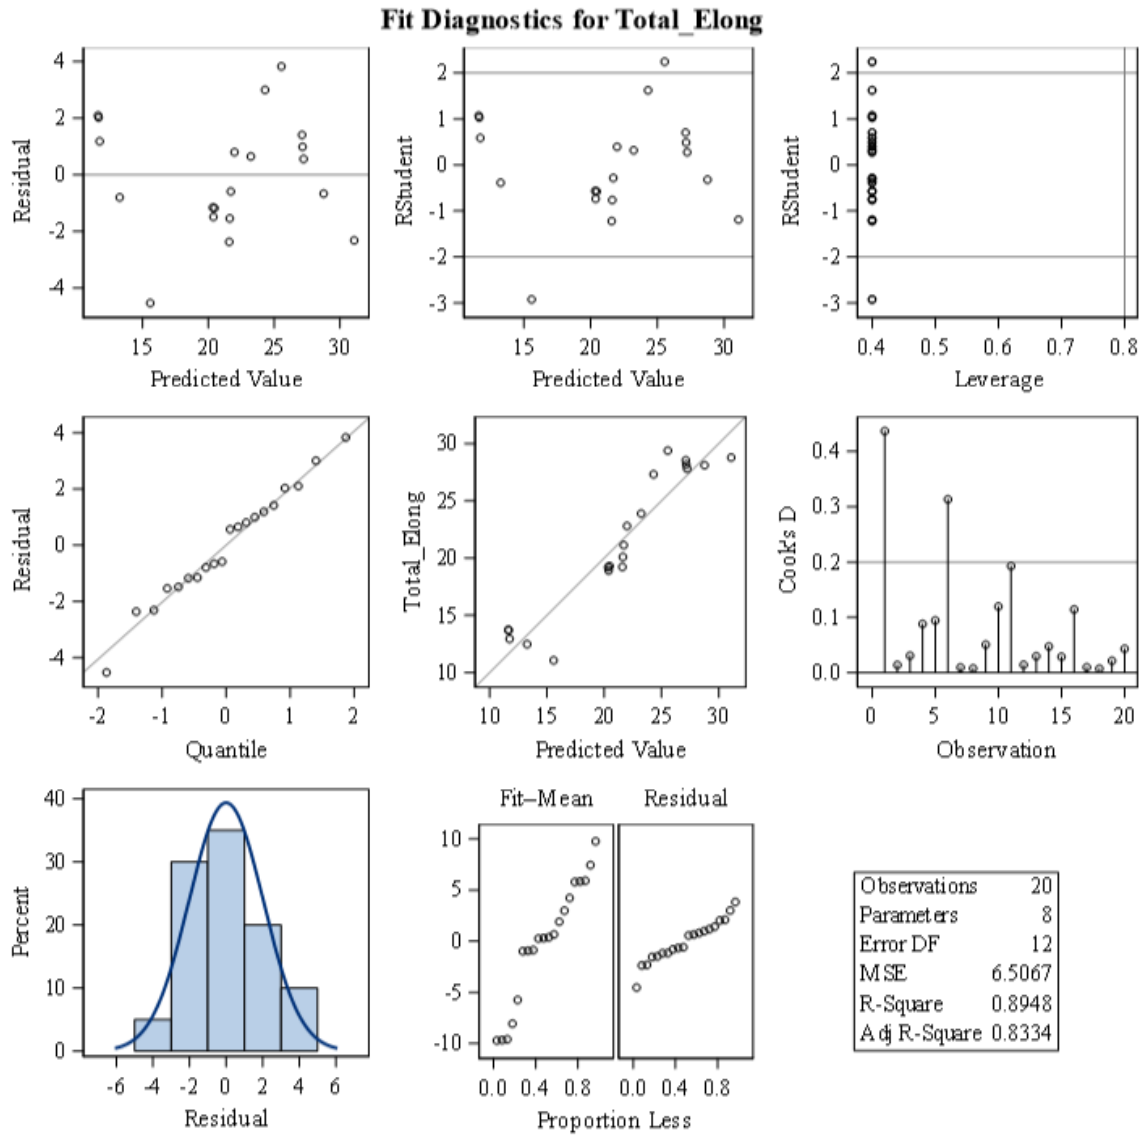 Fit Diagnostics for Total_Elong
4
2
0
-2
-4
Residual
15 20 25 30
Predicted Value
2
1
0
-1
-2
-3
RStudent
15 20 25 30
Predicted Value
2
1
0
-1
-2
-3
RStudent
0.4 0.5 0.6 0.7 0.8
Leverage
4
2
0
-2
-4
Residual
-2 -1 0 1 2
Quantile
30
25
20
15
10
Total_Elong
10 15 20 25 30
Predicted Value
0.4
0.3
0.2
0.1
0.0
Cook's D
0 5 10 15 20
Observation
40
30
20
10
0
Percent
-6 -4 -2 0 2 4 6
Residual
Fit–Mean Residual
10
5
0
-5
-10
0.0 0.4 0.8 0.0 0.4 0.8
Proportion Less
Observations 20
Parameters 8
Error DF 12
MSE 6.5067
R-Square 0.8948
Adj R-Square 0.8334